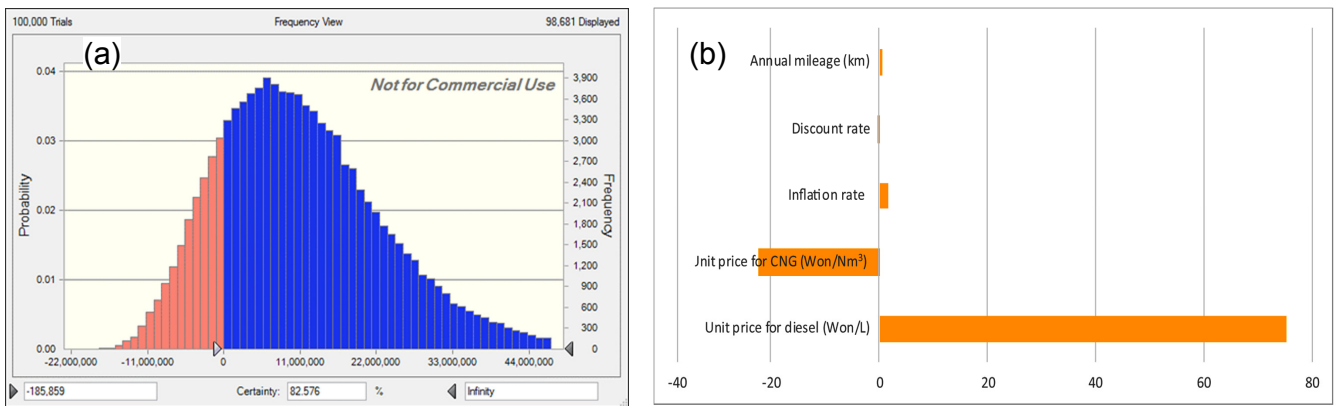 100,000 Trials Frequency View 98,681 Displayed
(a)
Not for Commercial Use
0.04
0.03
0.02
0.01
0.00
Probability
3,900
3,600
3,300
3,000
2,700
2,400
2,100
1,800
1,500
1,200
900
600
300
0
Frequency
-22,000,000 -11,000,000 0 11,000,000 22,000,000 33,000,000 44,000,000
-185,859 Certainty: 82.576 % Infinity
(b)
Annual mileage (km)
Discount rate
Inflation rate
Jnit price for CNG (Won/Nm³)
Unit price for diesel (Won/L)
-40 -20 0 20 40 60 80